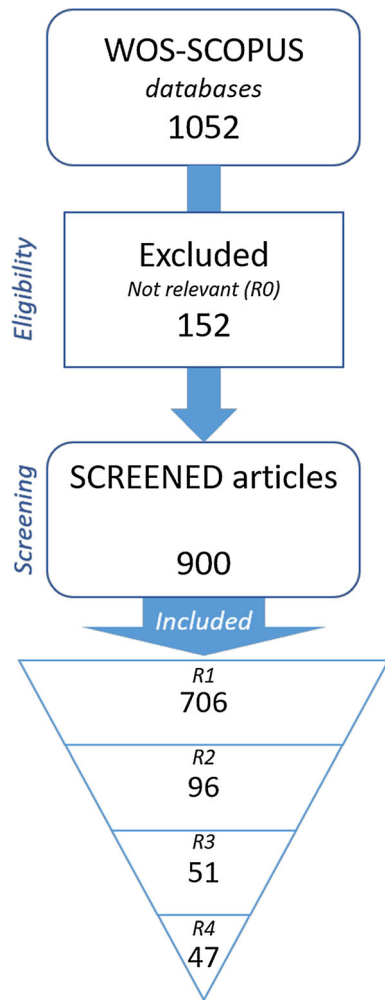 WOS-SCOPUS
databases
1052
Eligibility
Excluded
Not relevant (R0)
152
Screening
SCREENED articles
900
Included
R1
706
R2
96
R3
51
R4
47